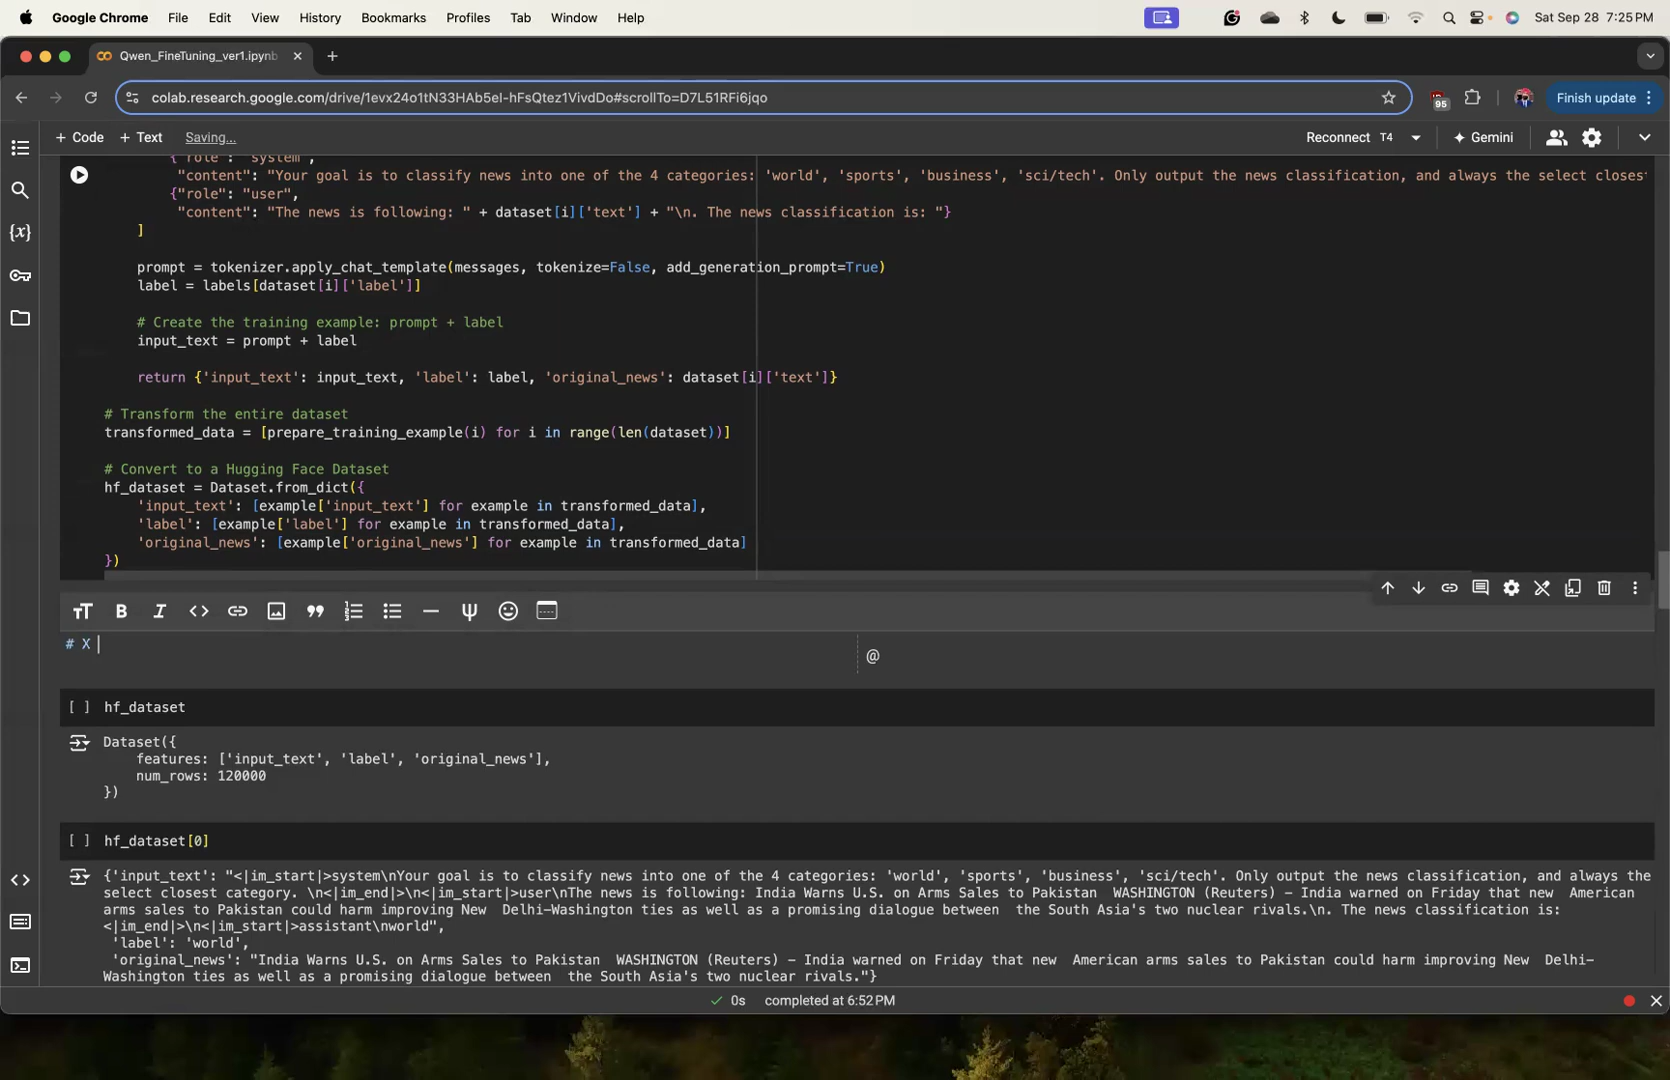 Google Chrome File Edit View History Bookmarks Profiles Tab Window Help Sat Sep 28 7:25 PM
Qwen_FineTuning_ver1.ipynb
colab.research.google.com/drive/1evx24o1tN33HAb5eI-hFsQtez1VivdDo#scrollTo=D7L51RFi6jqo 95 Finish update
+ Code + Text Saving... Reconnect T4 Gemini
{"role": "system",
"content": "Your goal is to classify news into one of the 4 categories: 'world', 'sports', 'business', 'sci/tech'. Only output the news classification, and always the select closest
{"role": "user",
"content": "The news is following: " + dataset[i]['text'] + "\n. The news classification is: "}
]
prompt = tokenizer.apply_chat_template(messages, tokenize=False, add_generation_prompt=True)
label = labels[dataset[i]['label']]
# Create the training example: prompt + label
input_text = prompt + label
return {'input_text': input_text, 'label': label, 'original_news': dataset[i]['text']}
# Transform the entire dataset
transformed_data = [prepare_training_example(i) for i in range(len(dataset))]
# Convert to a Hugging Face Dataset
hf_dataset = Dataset.from_dict({
'input_text': [example['input_text'] for example in transformed_data],
'label': [example['label'] for example in transformed_data],
'original_news': [example['original_news'] for example in transformed_data]
})
# X
@
[ ] hf_dataset
Dataset({
features: ['input_text', 'label', 'original_news'],
num_rows: 120000
})
[ ] hf_dataset[0]
{'input_text': "<|im_start|>system\nYour goal is to classify news into one of the 4 categories: 'world', 'sports', 'business', 'sci/tech'. Only output the news classification, and always the
select closest category. \n<|im_end|>\n<|im_start|>user\nThe news is following: India Warns U.S. on Arms Sales to Pakistan WASHINGTON (Reuters) - India warned on Friday that new American
arms sales to Pakistan could harm improving New Delhi-Washington ties as well as a promising dialogue between the South Asia's two nuclear rivals.\n. The news classification is:
<|im_end|>\n<|im_start|>assistant\nworld",
'label': 'world',
'original_news': "India Warns U.S. on Arms Sales to Pakistan WASHINGTON (Reuters) - India warned on Friday that new American arms sales to Pakistan could harm improving New Delhi-
Washington ties as well as a promising dialogue between the South Asia's two nuclear rivals."}
0s completed at 6:52 PM